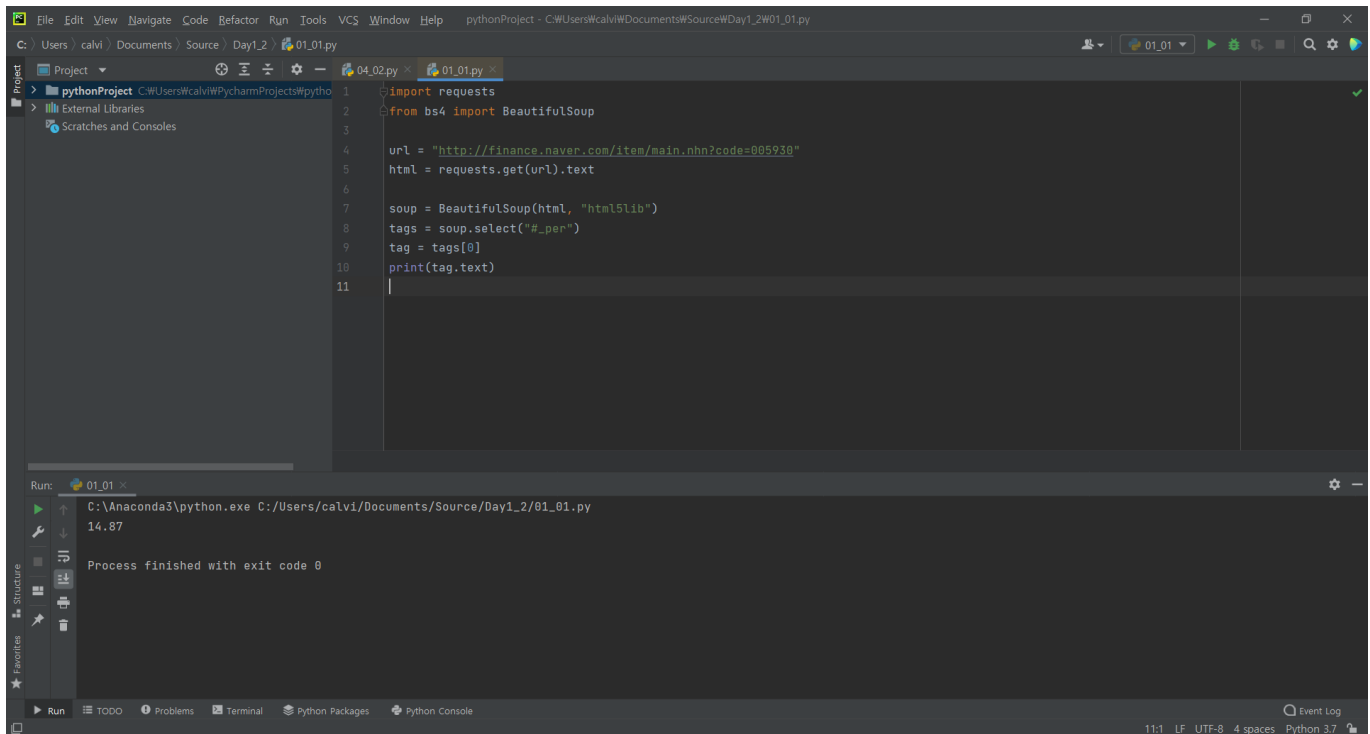 PC File Edit View Navigate Code Refactor Run Tools VCS Window Help pythonProject - C:₩Users₩calvi₩Documents₩Source₩Day1_2₩01_01.py
C: Users calvi Documents Source Day1_2 01_01.py 01_01
Project 04_02.py 01_01.py
Project
pythonProject C:₩Users₩calvi₩PycharmProjects₩pytho
External Libraries
Scratches and Consoles
1 import requests
2 from bs4 import BeautifulSoup
3
4 url = "http://finance.naver.com/item/main.nhn?code=005930"
5 html = requests.get(url).text
6
7 soup = BeautifulSoup(html, "html5lib")
8 tags = soup.select("#_per")
9 tag = tags[0]
10 print(tag.text)
11
Run: 01_01
C:\Anaconda3\python.exe C:/Users/calvi/Documents/Source/Day1_2/01_01.py
14.87
Process finished with exit code 0
Structure
Favorites
Run TODO Problems Terminal Python Packages Python Console Event Log
11:1 LF UTF-8 4 spaces Python 3.7